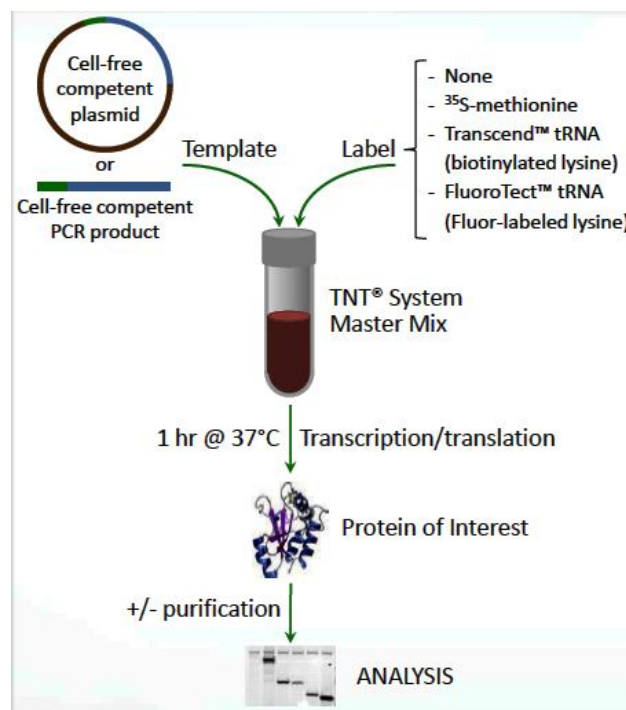 Cell-free
competent
plasmid
or
Cell-free competent
PCR product
Template
Label
- None
- ³⁵S-methionine
- Transcend™ tRNA
(biotinylated lysine)
- FluoroTect™ tRNA
(Fluor-labeled lysine)
TNT® System
Master Mix
1 hr @ 37°C
Transcription/translation
Protein of Interest
+/- purification
ANALYSIS